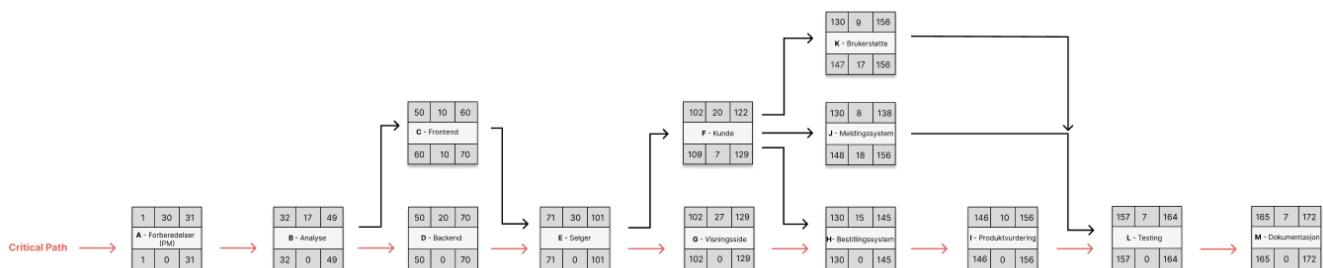 130 9 156
K - Brukerstøtte
147 17 156
50 10 60
C - Frontend
60 10 70
102 20 122
F - Kunde
109 7 129
130 8 138
J - Meldingssystem
148 18 156
Critical Path
1 30 31
A - Forberedelser
(PM)
1 0 31
32 17 49
B - Analyse
32 0 49
50 20 70
D - Backend
50 0 70
71 30 101
E - Selger
71 0 101
102 27 129
G - Visningsside
102 0 129
130 15 145
H- Bestillingssystem
130 0 145
146 10 156
I - Produktvurdering
146 0 156
157 7 164
L - Testing
157 0 164
165 7 172
M - Dokumentasjon
165 0 172